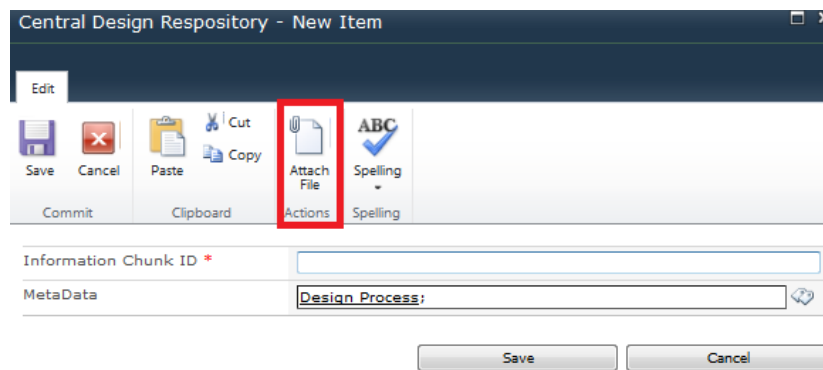 Central Design Respository - New Item
Edit
Cut
Copy
ABC
Save Cancel Paste Attach File Spelling
Commit Clipboard Actions Spelling
Information Chunk ID *
MetaData Design Process;
Save Cancel